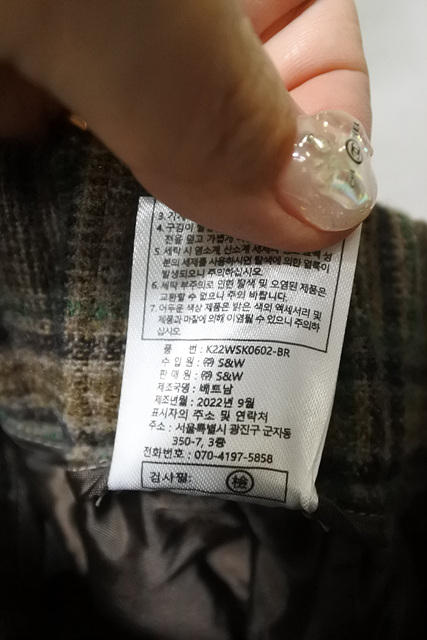 3. 기
4. 구김이
천을 덮고 가볍게
5. 세탁 시 염소계 산소계
분의 세제를 사용하시면 탈색에 의한 얼룩이
발생되오니 주의하십시오.
6. 세탁 부주의로 인한 탈색 및 오염된 제품은
교환할 수 없으니 주의 바랍니다.
7. 어두운 색상 제품은 밝은 색의 액세서리 및
제품과 마찰에 의해 이염될 수 있으니 주의하
십시오
품 번 : K22WSK0602-BR
수 입 원 : ㈜ S&W
판 매 원 : ㈜ S&W
제조국명 : 베트남
제조년월 : 2022년 9월
표시자의 주소 및 연락처
주소 : 서울특별시 광진구 군자동
350-7, 3층
전화번호 : 070-4197-5858
검사필: 檢